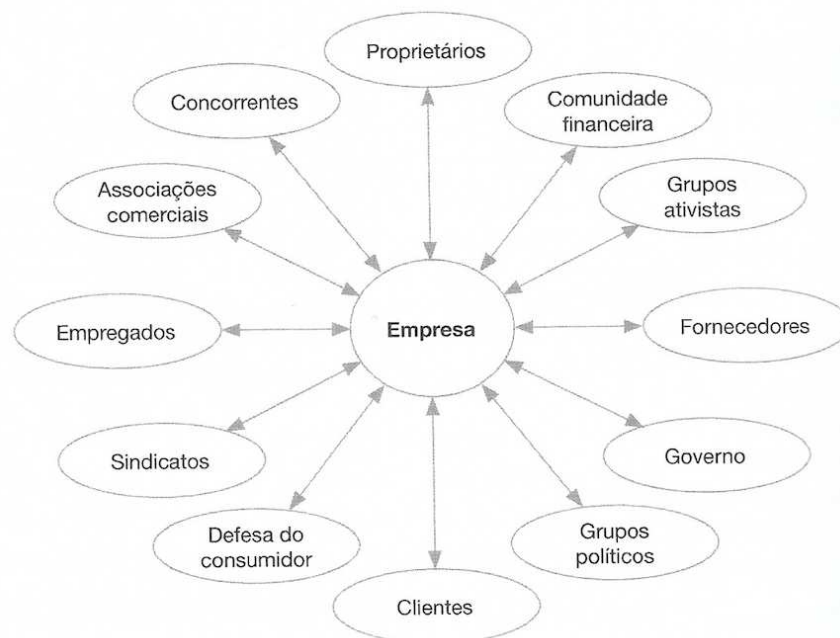 Proprietários
Concorrentes
Comunidade
financeira
Associações
comerciais
Grupos
ativistas
Empregados
Empresa
Fornecedores
Sindicatos
Governo
Defesa do
consumidor
Grupos
políticos
Clientes